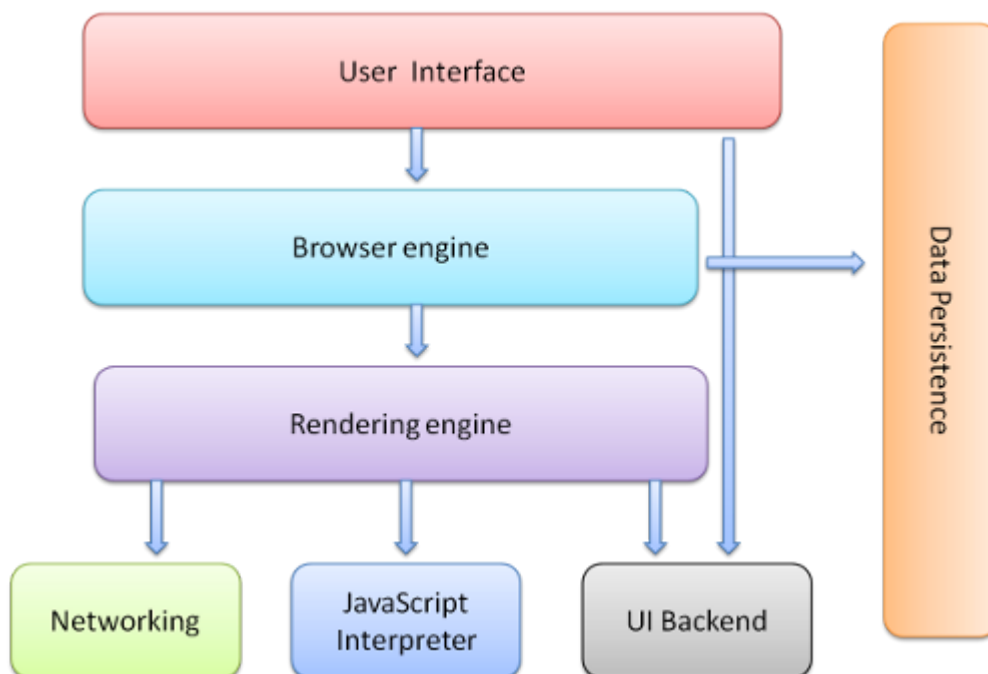 User Interface
Browser engine
Data Persistence
Rendering engine
Networking
JavaScript
Interpreter
UI Backend